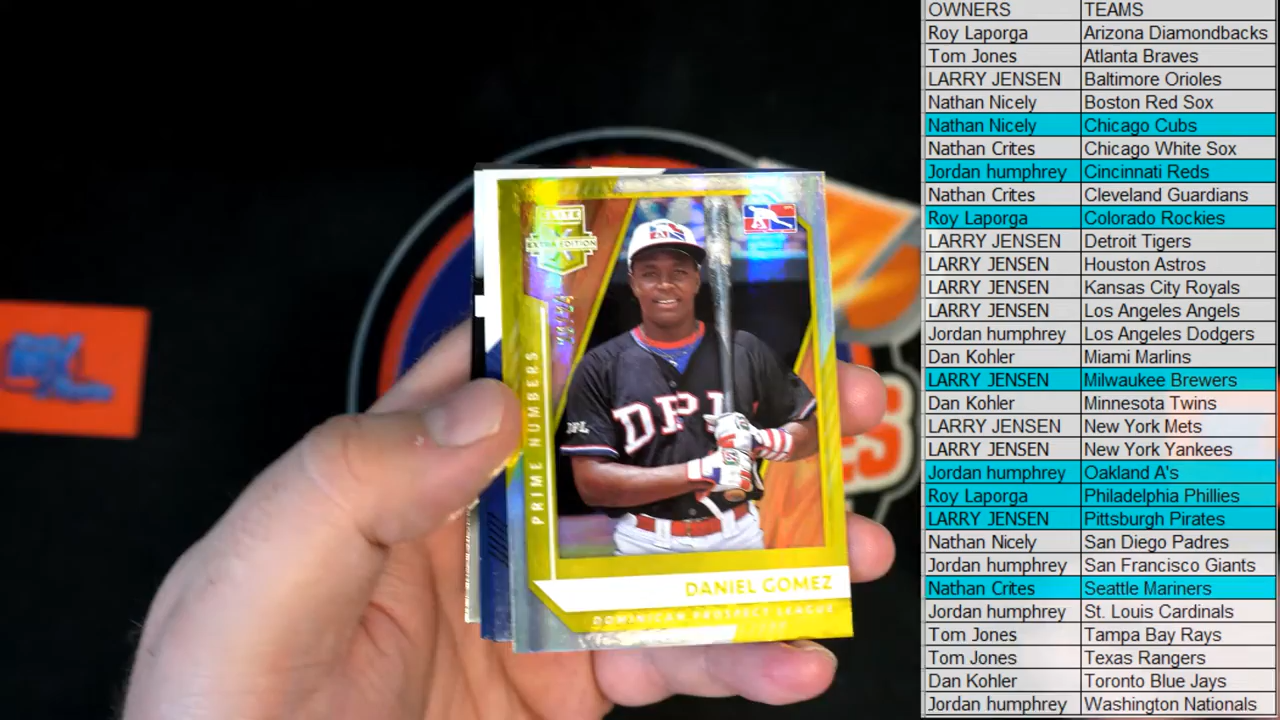 ELITE
EXTRA EDITION
PRIME NUMBERS
DPL
DPL
DANIEL GOMEZ
DOMINICAN PROSPECT LEAGUE
OWNERS TEAMS
Roy Laporga Arizona Diamondbacks
Tom Jones Atlanta Braves
LARRY JENSEN Baltimore Orioles
Nathan Nicely Boston Red Sox
Nathan Nicely Chicago Cubs
Nathan Crites Chicago White Sox
Jordan humphrey Cincinnati Reds
Nathan Crites Cleveland Guardians
Roy Laporga Colorado Rockies
LARRY JENSEN Detroit Tigers
LARRY JENSEN Houston Astros
LARRY JENSEN Kansas City Royals
LARRY JENSEN Los Angeles Angels
Jordan humphrey Los Angeles Dodgers
Dan Kohler Miami Marlins
LARRY JENSEN Milwaukee Brewers
Dan Kohler Minnesota Twins
LARRY JENSEN New York Mets
LARRY JENSEN New York Yankees
Jordan humphrey Oakland A's
Roy Laporga Philadelphia Phillies
LARRY JENSEN Pittsburgh Pirates
Nathan Nicely San Diego Padres
Jordan humphrey San Francisco Giants
Nathan Crites Seattle Mariners
Jordan humphrey St. Louis Cardinals
Tom Jones Tampa Bay Rays
Tom Jones Texas Rangers
Dan Kohler Toronto Blue Jays
Jordan humphrey Washington Nationals